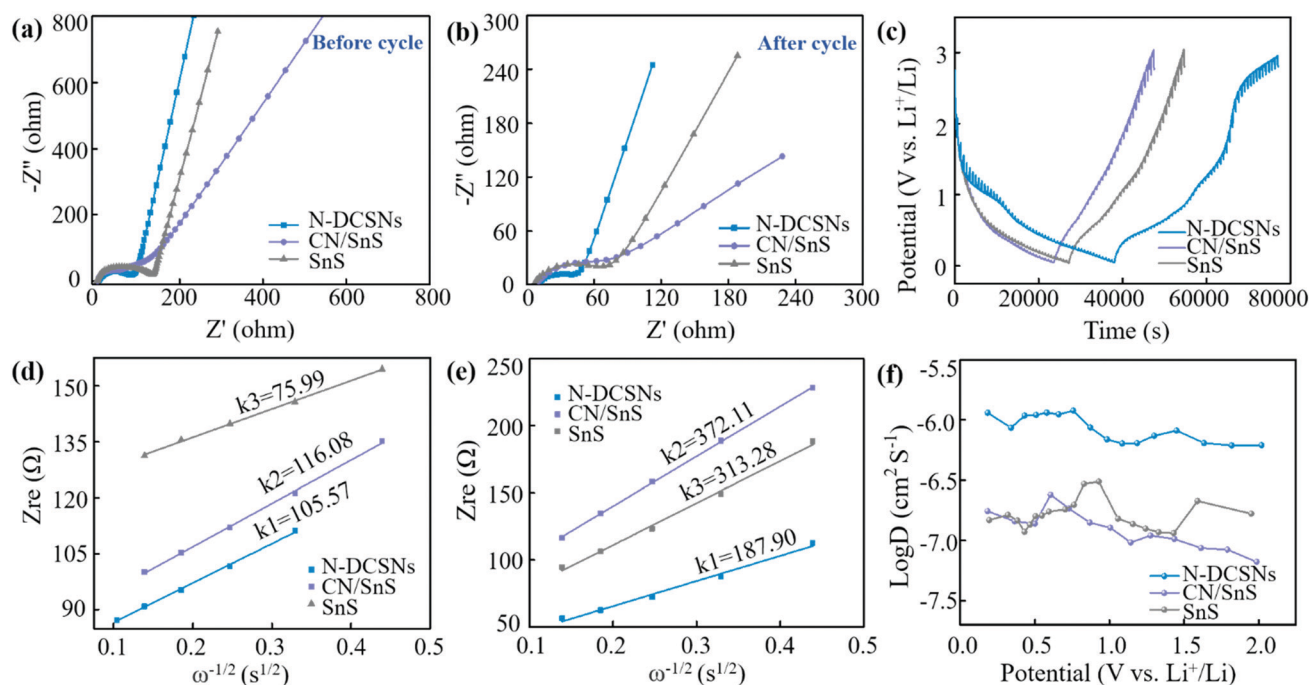 (a)
Before cycle
800
600
400
200
0
-Z'' (ohm)
N-DCSNs
CN/SnS
SnS
0 200 400 600 800
Z' (ohm)
(b)
After cycle
300
240
180
120
60
0
-Z'' (ohm)
N-DCSNs
CN/SnS
SnS
0 60 120 180 240 300
Z' (ohm)
(c)
3
2
1
0
Potential (V vs. Li⁺/Li)
N-DCSNs
CN/SnS
SnS
0 20000 40000 60000 80000
Time (s)
(d)
150
135
120
105
90
Zre (Ω)
k3=75.99
k2=116.08
k1=105.57
N-DCSNs
CN/SnS
SnS
0.1 0.2 0.3 0.4 0.5
ω⁻¹/² (s¹/²)
(e)
250
200
150
100
50
Zre (Ω)
N-DCSNs
CN/SnS
SnS
k2=372.11
k3=313.28
k1=187.90
0.1 0.2 0.3 0.4 0.5
ω⁻¹/² (s¹/²)
(f)
-5.5
-6.0
-6.5
-7.0
-7.5
LogD (cm² S⁻¹)
N-DCSNs
CN/SnS
SnS
0.0 0.5 1.0 1.5 2.0
Potential (V vs. Li⁺/Li)